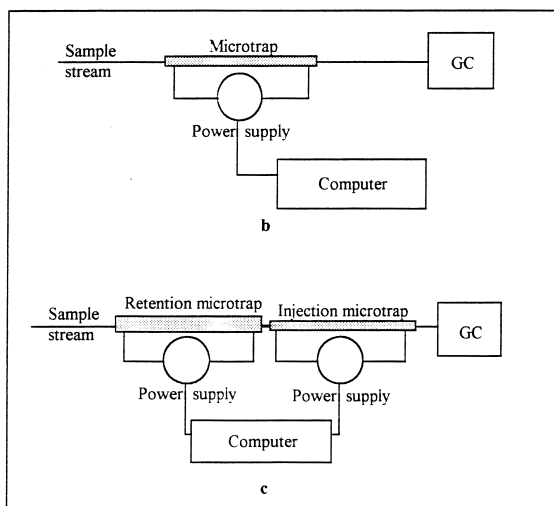 Sample
stream
Microtrap
GC
Power supply
Computer
b
Sample
stream
Retention microtrap
Injection microtrap
GC
Power supply
Power supply
Computer
c